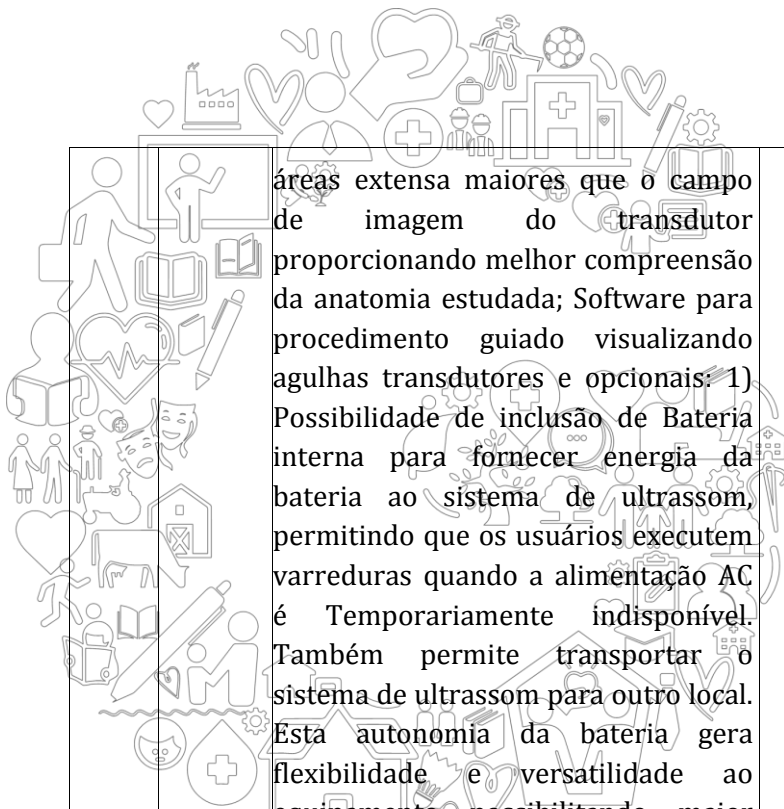 áreas extensa maiores que o campo
de imagem do transdutor
proporcionando melhor compreensão
da anatomia estudada; Software para
procedimento guiado visualizando
agulhas transdutores e opcionais: 1)
Possibilidade de inclusão de Bateria
interna para fornecer energia da
bateria ao sistema de ultrassom,
permitindo que os usuários executem
varreduras quando a alimentação AC
é Temporariamente indisponível.
Também permite transportar o
sistema de ultrassom para outro local.
Esta autonomia da bateria gera
flexibilidade e versatilidade ao
equipamento possibilitando maior